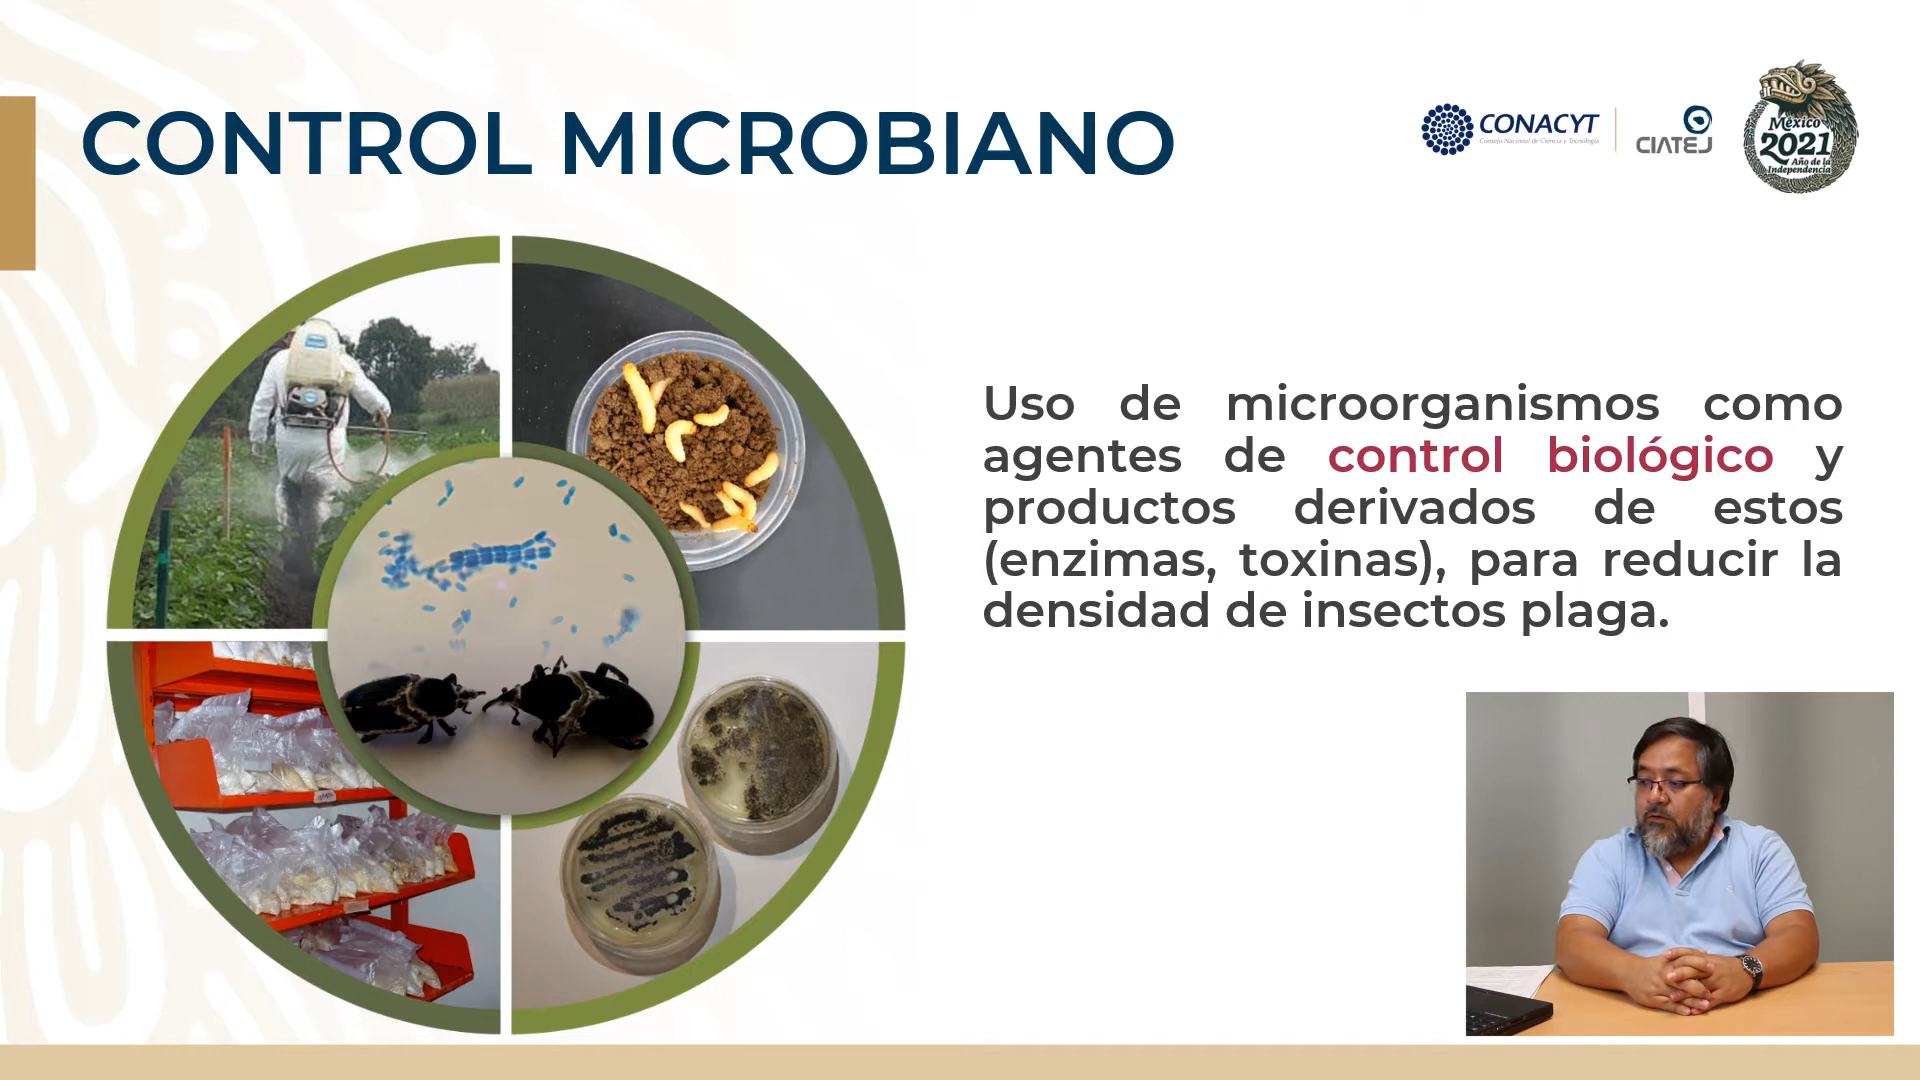 CONTROL MICROBIANO
CONACYT
Consejo Nacional de Ciencia y Tecnología
CIATEJ
México
2021
Año de la
Independencia
Uso de microorganismos como
agentes de control biológico y
productos derivados de estos
(enzimas, toxinas), para reducir la
densidad de insectos plaga.